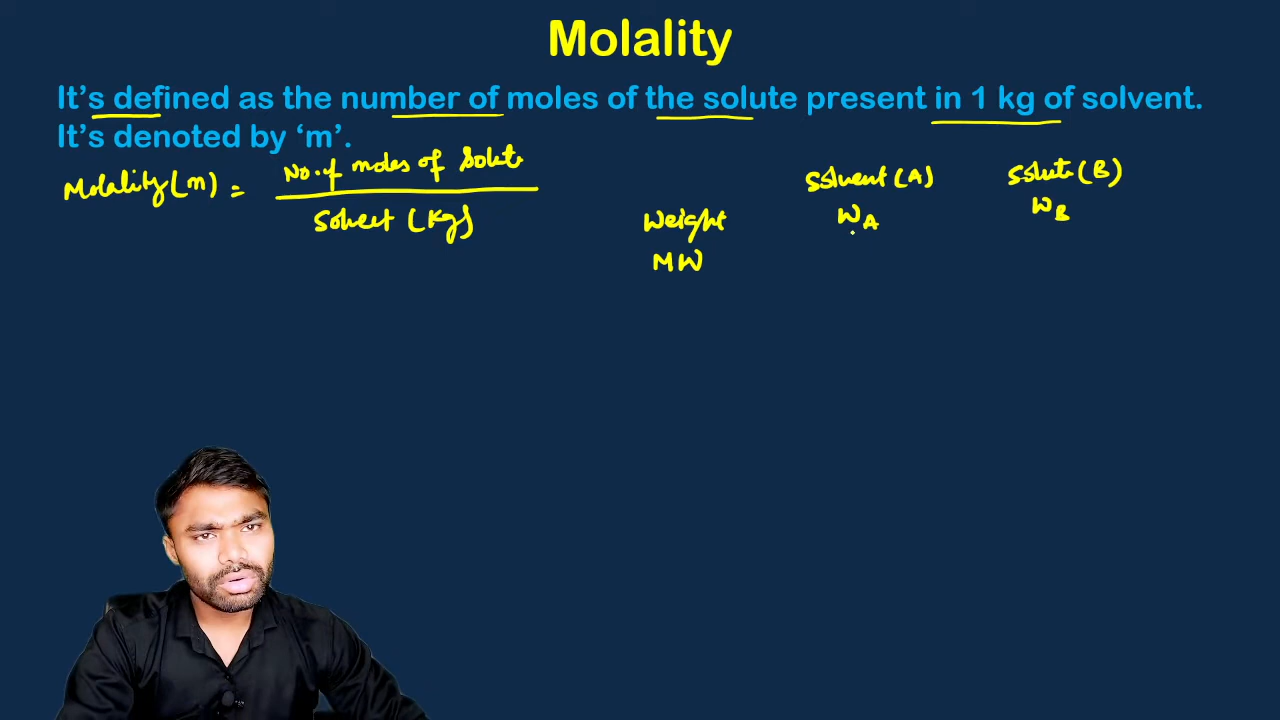 Molality
It's defined as the number of moles of the solute present in 1 kg of solvent.
It's denoted by 'm'.
Molality (m) = No. of moles of Solute
Solvent (Kg)
Solvent (A) Solute (B)
Weight WA WB
MW